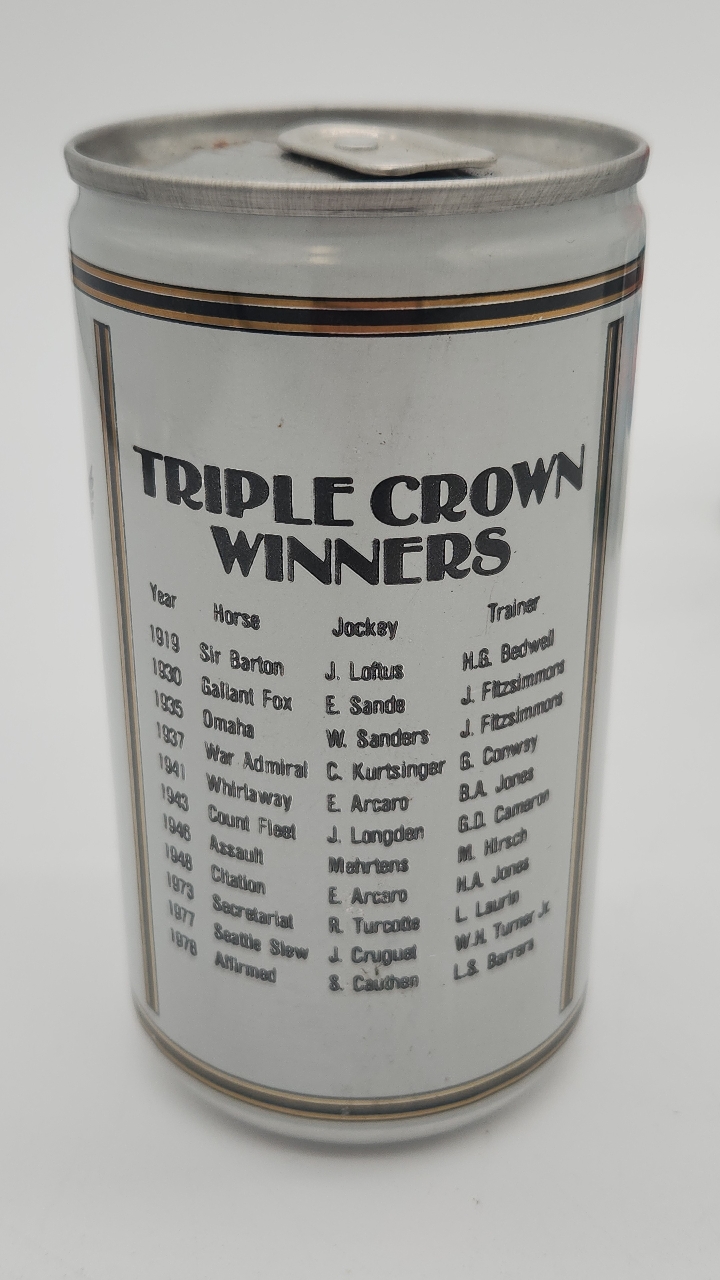 TRIPLE CROWN
WINNERS
Year Horse Jockey Trainer
1919 Sir Barton J. Loftus H.G. Bedwell
1930 Gallant Fox E. Sande J. Fitzsimmons
1935 Omaha W. Sanders J. Fitzsimmons
1937 War Admiral C. Kurtsinger G. Conway
1941 Whirlaway E. Arcaro B.A. Jones
1943 Count Fleet J. Longden G.D. Cameron
1946 Assault Mehrtens M. Hirsch
1948 Citation E. Arcaro H.A. Jones
1973 Secretariat R. Turcotte L. Laurin
1977 Seattle Slew J. Cruguet W.H. Turner Jr.
1978 Affirmed S. Cauthen L.S. Barrera